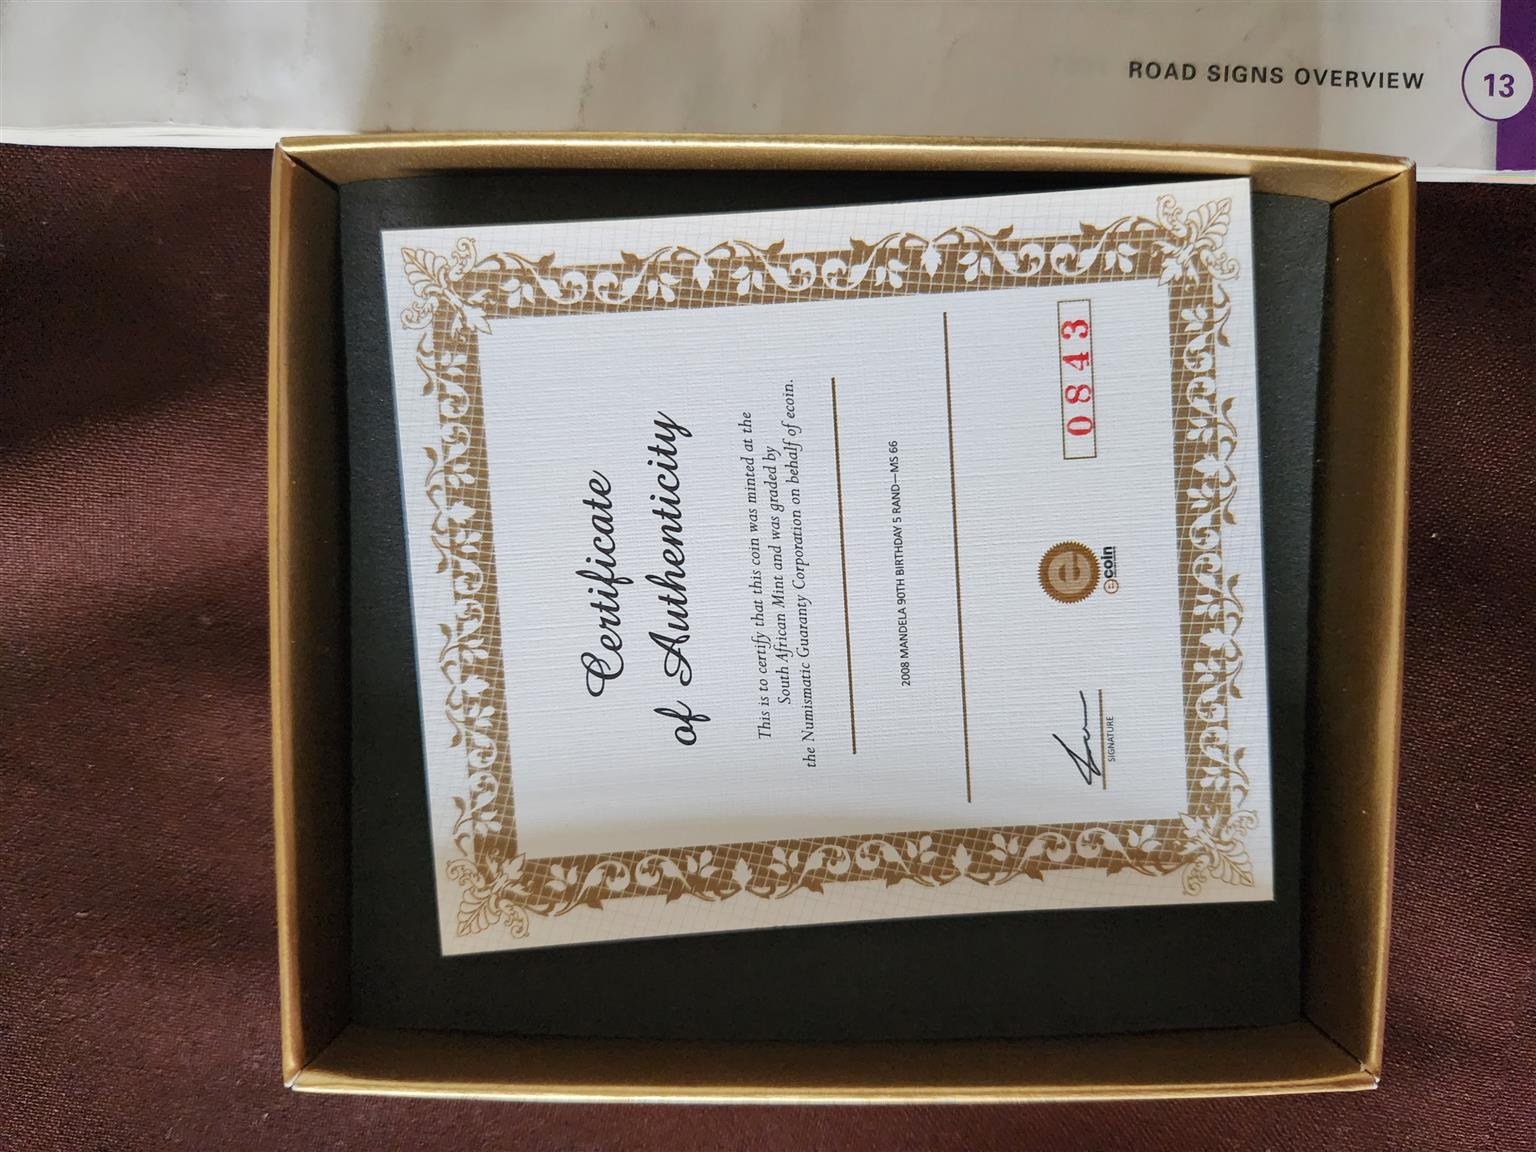 ROAD SIGNS OVERVIEW 13
Certificate
of Authenticity
This is to certify that this coin was minted at the
South African Mint and was graded by
the Numismatic Guaranty Corporation on behalf of ecoin.
2008 MANDELA 90TH BIRTHDAY 5 RAND—MS 66
SIGNATURE
e
ecoin
0843